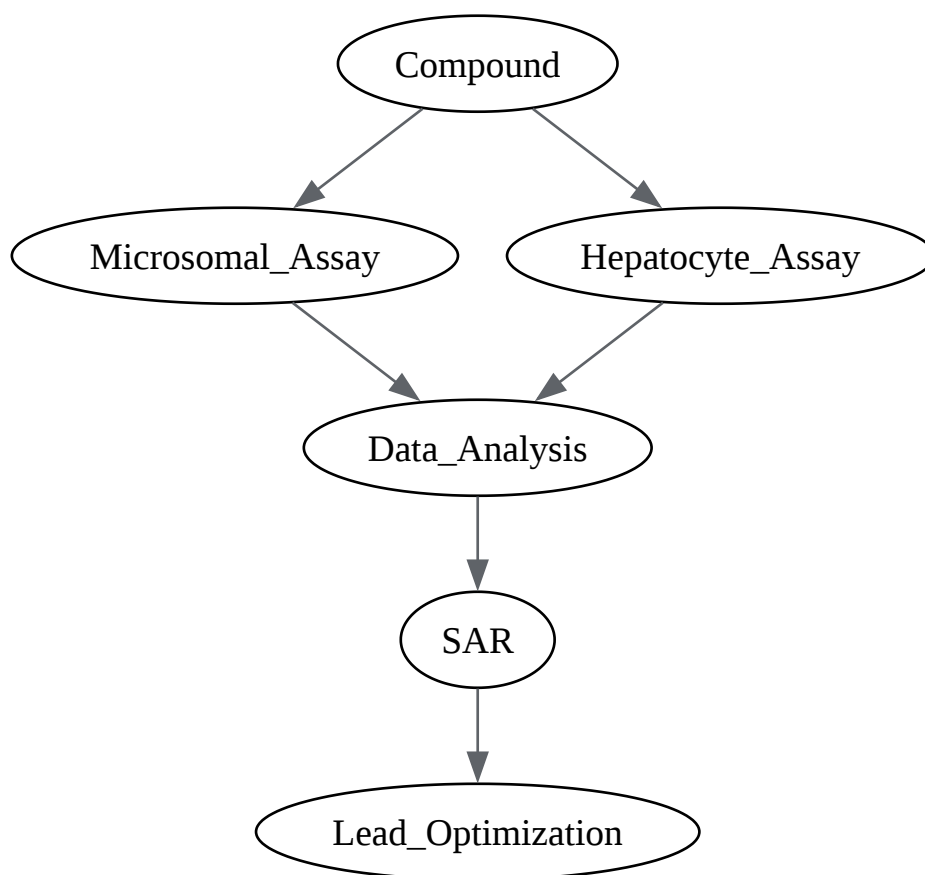 Compound
Microsomal_Assay
Hepatocyte_Assay
Data_Analysis
SAR
Lead_Optimization